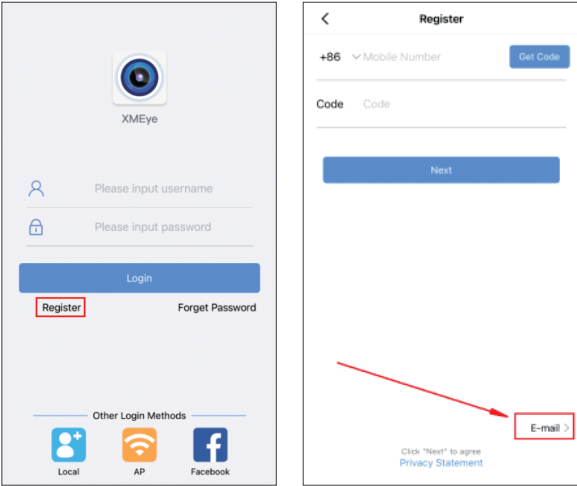 XMEye
Please input username
Please input password
Login
Register
Forget Password
Other Login Methods
Local
AP
Facebook
Register
+86
Mobile Number
Get Code
Code
Code
Next
E-mail
Click "Next" to agree
Privacy Statement